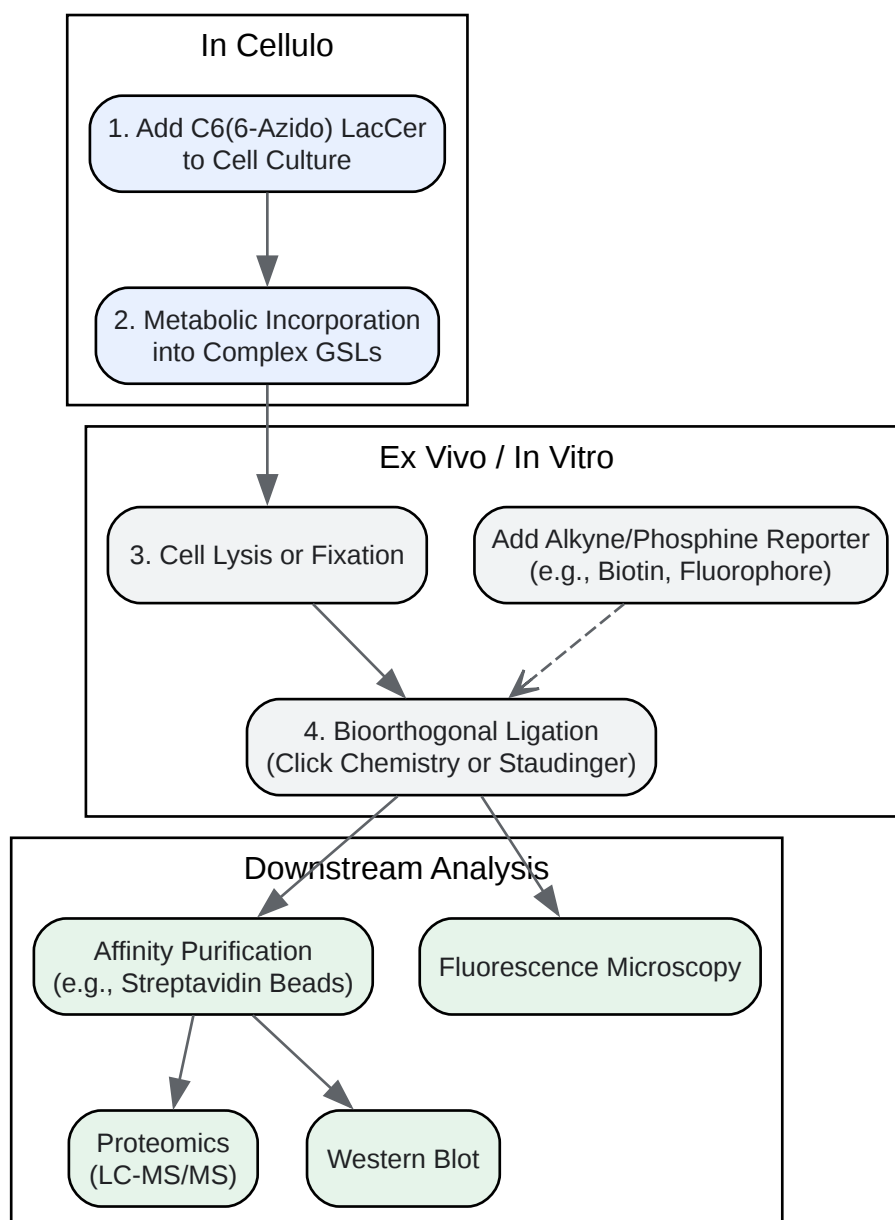 In Cellulo
1. Add C6(6-Azido) LacCer
to Cell Culture
2. Metabolic Incorporation
into Complex GSLs
Ex Vivo / In Vitro
3. Cell Lysis or Fixation
Add Alkyne/Phosphine Reporter
(e.g., Biotin, Fluorophore)
4. Bioorthogonal Ligation
(Click Chemistry or Staudinger)
Downstream Analysis
Affinity Purification
(e.g., Streptavidin Beads)
Fluorescence Microscopy
Proteomics
(LC-MS/MS)
Western Blot